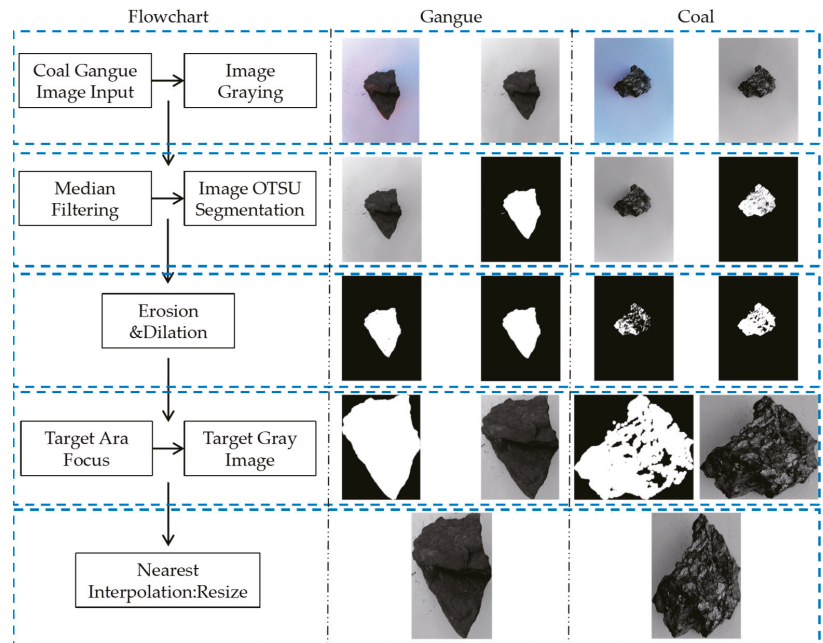 Flowchart
Gangue
Coal
Coal Gangue
Image Input
Image
Graying
Median
Filtering
Image OTSU
Segmentation
Erosion
&Dilation
Target Ara
Focus
Target Gray
Image
Nearest
Interpolation:Resize